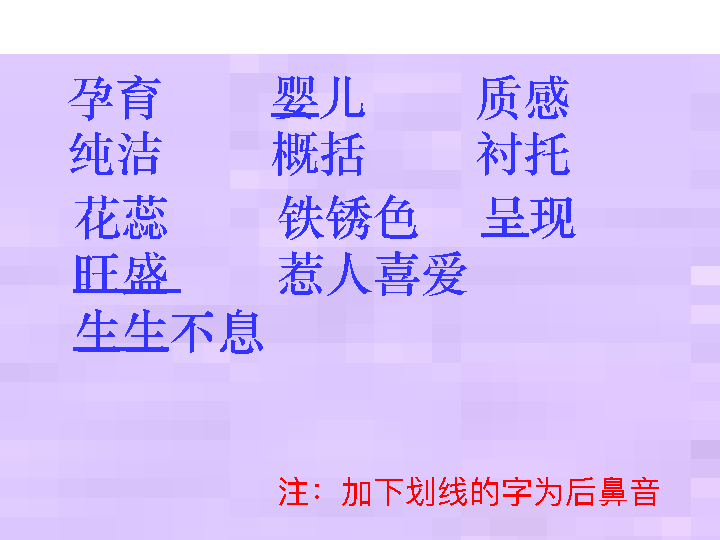 孕育 婴儿 质感
纯洁 概括 衬托
花蕊 铁锈色 呈现
旺盛 惹人喜爱
生生不息
注：加下划线的字为后鼻音